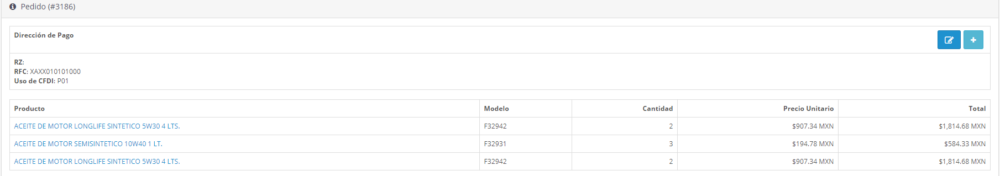 Pedido (#3186)
Dirección de Pago
RZ:
RFC: XAXX010101000
Uso de CFDI: P01
Producto Modelo Cantidad Precio Unitario Total
ACEITE DE MOTOR LONGLIFE SINTETICO 5W30 4 LTS. F32942 2 $907.34 MXN $1,814.68 MXN
ACEITE DE MOTOR SEMISINTETICO 10W40 1 LT. F32931 3 $194.78 MXN $584.33 MXN
ACEITE DE MOTOR LONGLIFE SINTETICO 5W30 4 LTS. F32942 2 $907.34 MXN $1,814.68 MXN